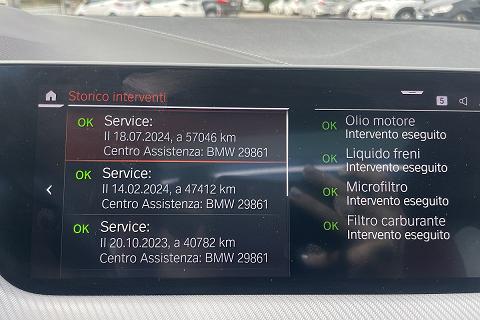 Storico interventi
5
OK Service:
Il 18.07.2024, a 57046 km
Centro Assistenza: BMW 29861
OK Service:
Il 14.02.2024, a 47412 km
Centro Assistenza: BMW 29861
OK Service:
Il 20.10.2023, a 40782 km
Centro Assistenza: BMW 29861
OK Olio motore
Intervento eseguito
OK Liquido freni
Intervento eseguito
OK Microfiltro
Intervento eseguito
OK Filtro carburante
Intervento eseguito